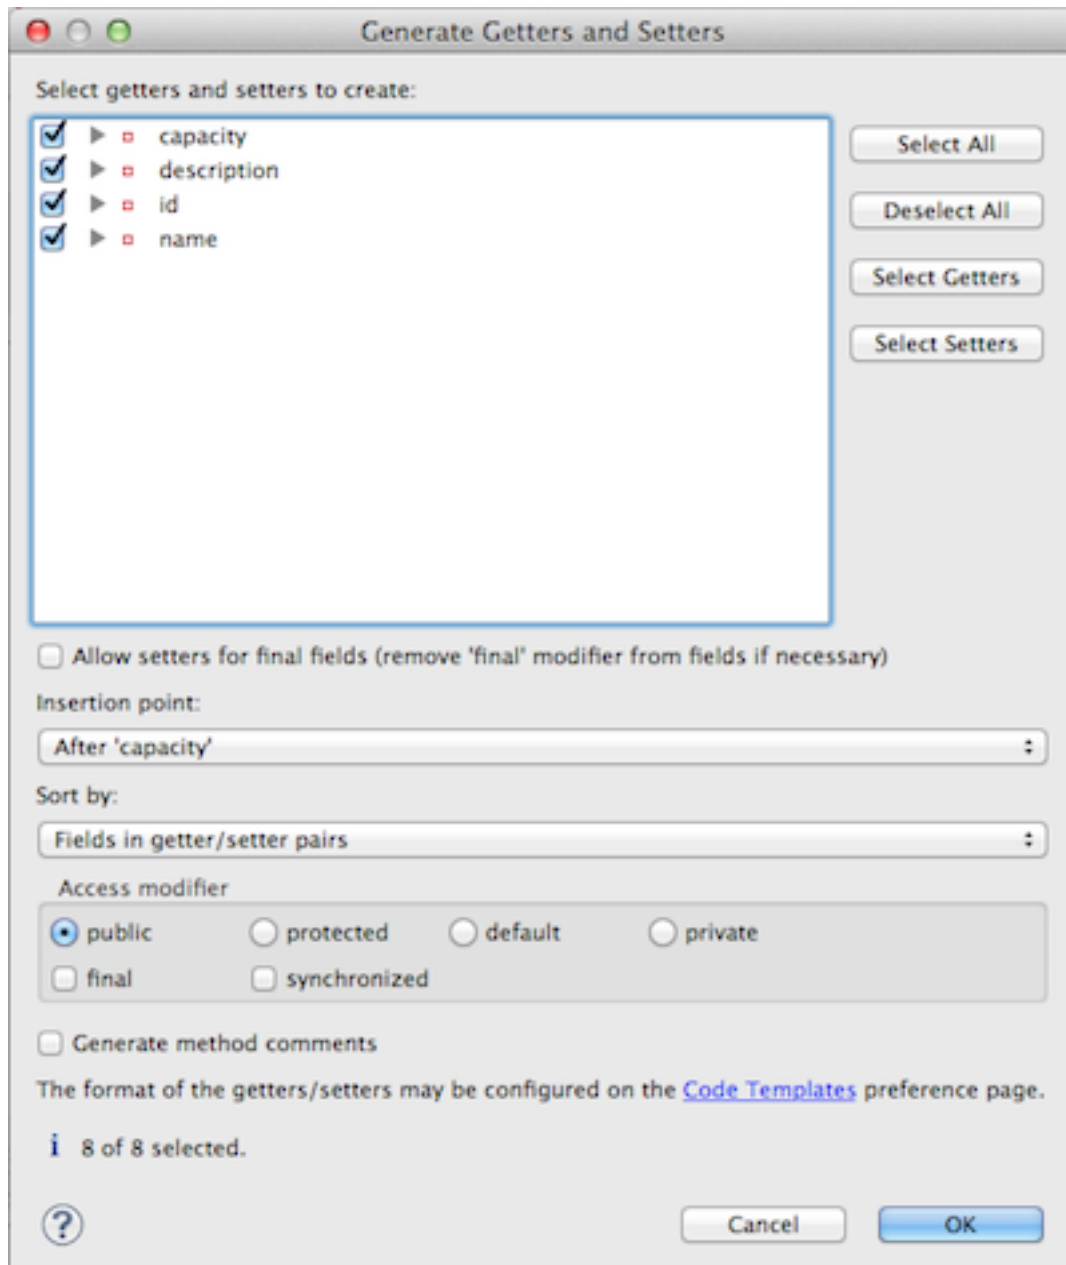 Generate Getters and Setters
Select getters and setters to create:
capacity
description
id
name
Select All
Deselect All
Select Getters
Select Setters
Allow setters for final fields (remove 'final' modifier from fields if necessary)
Insertion point:
After 'capacity'
Sort by:
Fields in getter/setter pairs
Access modifier
public protected default private
final synchronized
Generate method comments
The format of the getters/setters may be configured on the Code Templates preference page.
i 8 of 8 selected.
? Cancel OK